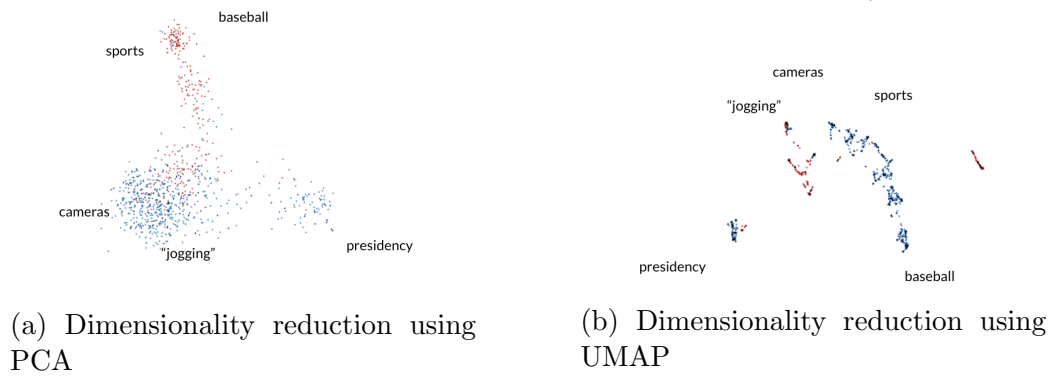 baseball
sports
cameras
"jogging"
presidency
(a) Dimensionality reduction using
PCA
cameras
sports
"jogging"
presidency
baseball
(b) Dimensionality reduction using
UMAP